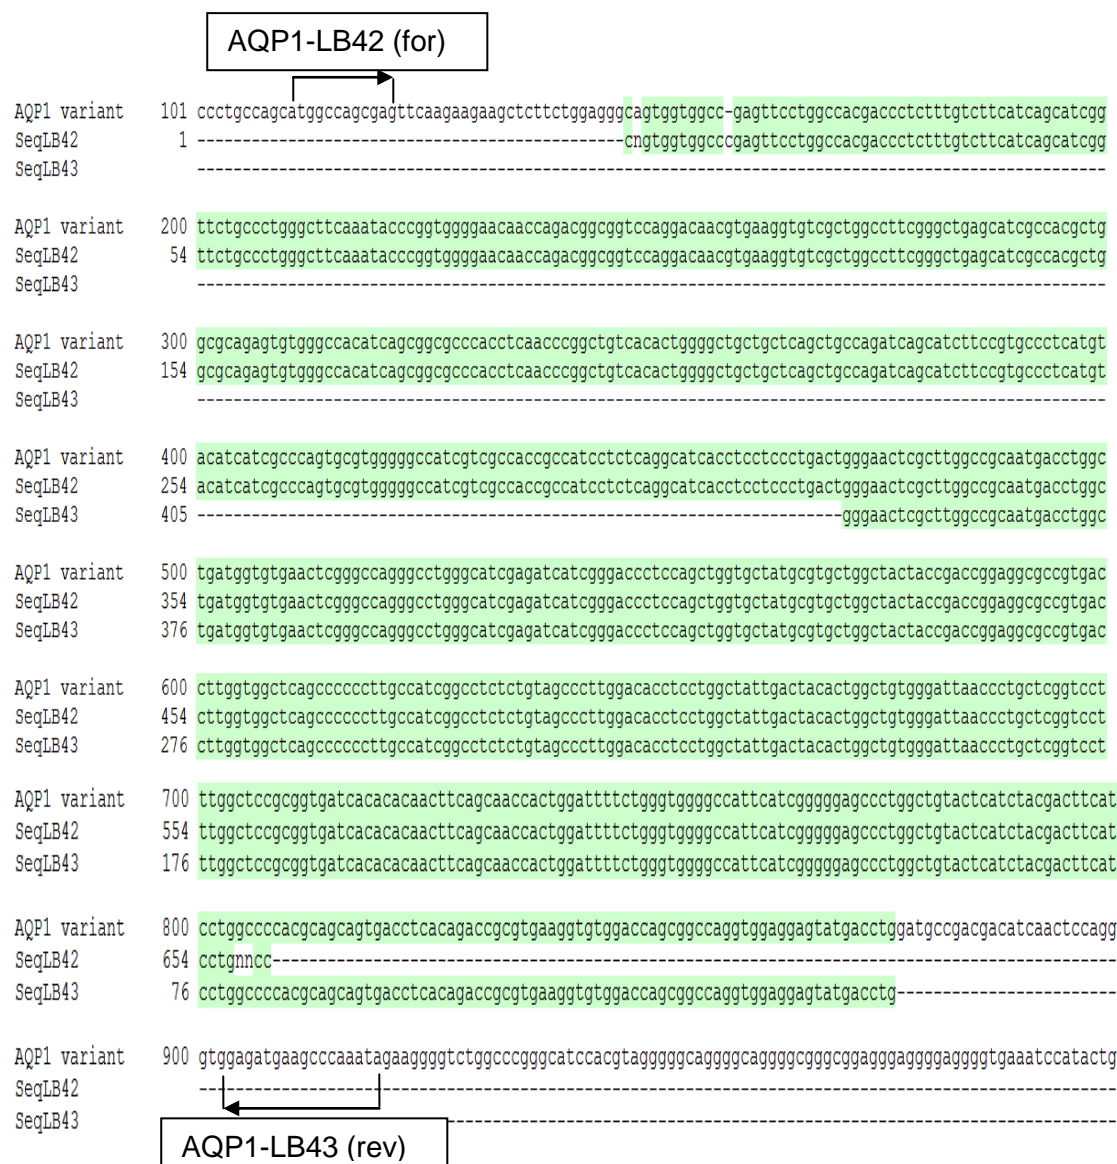 AQP1-LB42 (for)
AQP1 variant 101 ccctgccagcatggccagcgagttcaagaagaagctcttctggagggcagtggtggcc-gagttcctggccacgaccctctttgtcttcatcagcatcgg
SeqLB42 1 -----------------------------------------------cngtggtggcccgagttcctggccacgaccctctttgtcttcatcagcatcgg
SeqLB43 ----------------------------------------------------------------------------------------------------
AQP1 variant 200 ttctgccctgggcttcaaatacccggtggggaacaaccagacggcggtccaggacaacgtgaaggtgtcgctggccttcgggctgagcatcgccacgctg
SeqLB42 54 ttctgccctgggcttcaaatacccggtggggaacaaccagacggcggtccaggacaacgtgaaggtgtcgctggccttcgggctgagcatcgccacgctg
SeqLB43 ----------------------------------------------------------------------------------------------------
AQP1 variant 300 gcgcagagtgtgggccacatcagcggcgcccacctcaacccggctgtcacactggggctgctgctcagctgccagatcagcatcttccgtgccctcatgt
SeqLB42 154 gcgcagagtgtgggccacatcagcggcgcccacctcaacccggctgtcacactggggctgctgctcagctgccagatcagcatcttccgtgccctcatgt
SeqLB43 ----------------------------------------------------------------------------------------------------
AQP1 variant 400 acatcatcgcccagtgcgtgggggccatcgtcgccaccgccatcctctcaggcatcacctcctccctgactgggaactcgcttggccgcaatgacctggc
SeqLB42 254 acatcatcgcccagtgcgtgggggccatcgtcgccaccgccatcctctcaggcatcacctcctccctgactgggaactcgcttggccgcaatgacctggc
SeqLB43 405 -----------------------------------------------------------------------gggaactcgcttggccgcaatgacctggc
AQP1 variant 500 tgatggtgtgaactcgggccagggcctgggcatcgagatcatcgggaccctccagctggtgctatgcgtgctggctactaccgaccggaggcgccgtgac
SeqLB42 354 tgatggtgtgaactcgggccagggcctgggcatcgagatcatcgggaccctccagctggtgctatgcgtgctggctactaccgaccggaggcgccgtgac
SeqLB43 376 tgatggtgtgaactcgggccagggcctgggcatcgagatcatcgggaccctccagctggtgctatgcgtgctggctactaccgaccggaggcgccgtgac
AQP1 variant 600 cttggtggctcagcccccccttgccatcggcctctctgtagcccttggacacctcctggctattgactacactggctgtgggattaaccctgctcggtcct
SeqLB42 454 cttggtggctcagcccccccttgccatcggcctctctgtagcccttggacacctcctggctattgactacactggctgtgggattaaccctgctcggtcct
SeqLB43 276 cttggtggctcagcccccccttgccatcggcctctctgtagcccttggacacctcctggctattgactacactggctgtgggattaaccctgctcggtcct
AQP1 variant 700 ttggctccgcggtgatcacacacaacttcagcaaccactggattttctgggtggggccattcatcgggggagccctggctgtactcatctacgacttcat
SeqLB42 554 ttggctccgcggtgatcacacacaacttcagcaaccactggattttctgggtggggccattcatcgggggagccctggctgtactcatctacgacttcat
SeqLB43 176 ttggctccgcggtgatcacacacaacttcagcaaccactggattttctgggtggggccattcatcgggggagccctggctgtactcatctacgacttcat
AQP1 variant 800 cctggccccacgcagcagtgacctcacagaccgcgtgaaggtgtggaccagcggccaggtggaggagtatgacctggatgccgacgacatcaactccagg
SeqLB42 654 cctgnncc--------------------------------------------------------------------------------------------
SeqLB43 76 cctggccccacgcagcagtgacctcacagaccgcgtgaaggtgtggaccagcggccaggtggaggagtatgacctg------------------------
AQP1 variant 900 gtggagatgaagcccaaatagaaggggtctggcccgggcatccacgtagggggcaggggcaggggcgggcggagggaggggaggggtgaaatccatactg
SeqLB42 ----------------------------------------------------------------------------------------------------
SeqLB43 -------------------------------------------------------------------------
AQP1-LB43 (rev)